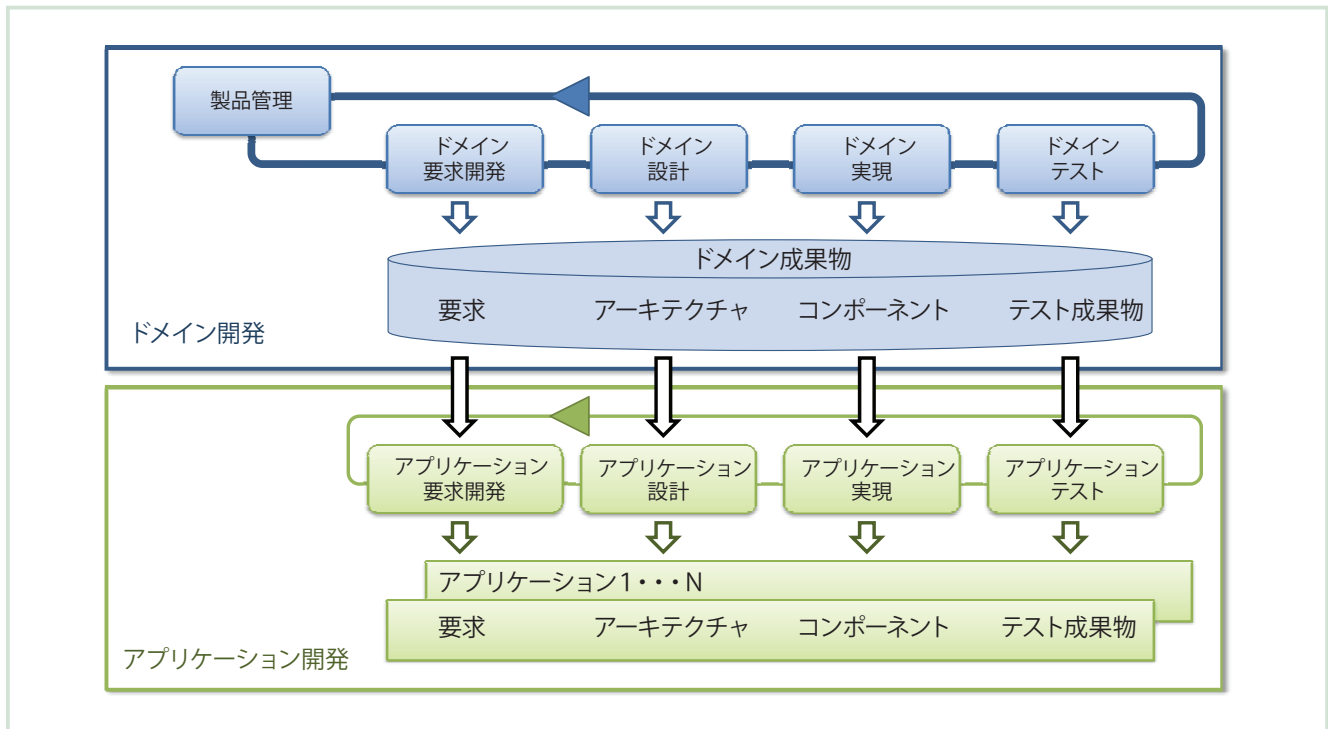 製品管理
ドメイン
要求開発
ドメイン
設計
ドメイン
実現
ドメイン
テスト
ドメイン成果物
要求
アーキテクチャ
コンポーネント
テスト成果物
ドメイン開発
アプリケーション
要求開発
アプリケーション
設計
アプリケーション
実現
アプリケーション
テスト
アプリケーション1・・・N
要求
アーキテクチャ
コンポーネント
テスト成果物
アプリケーション開発